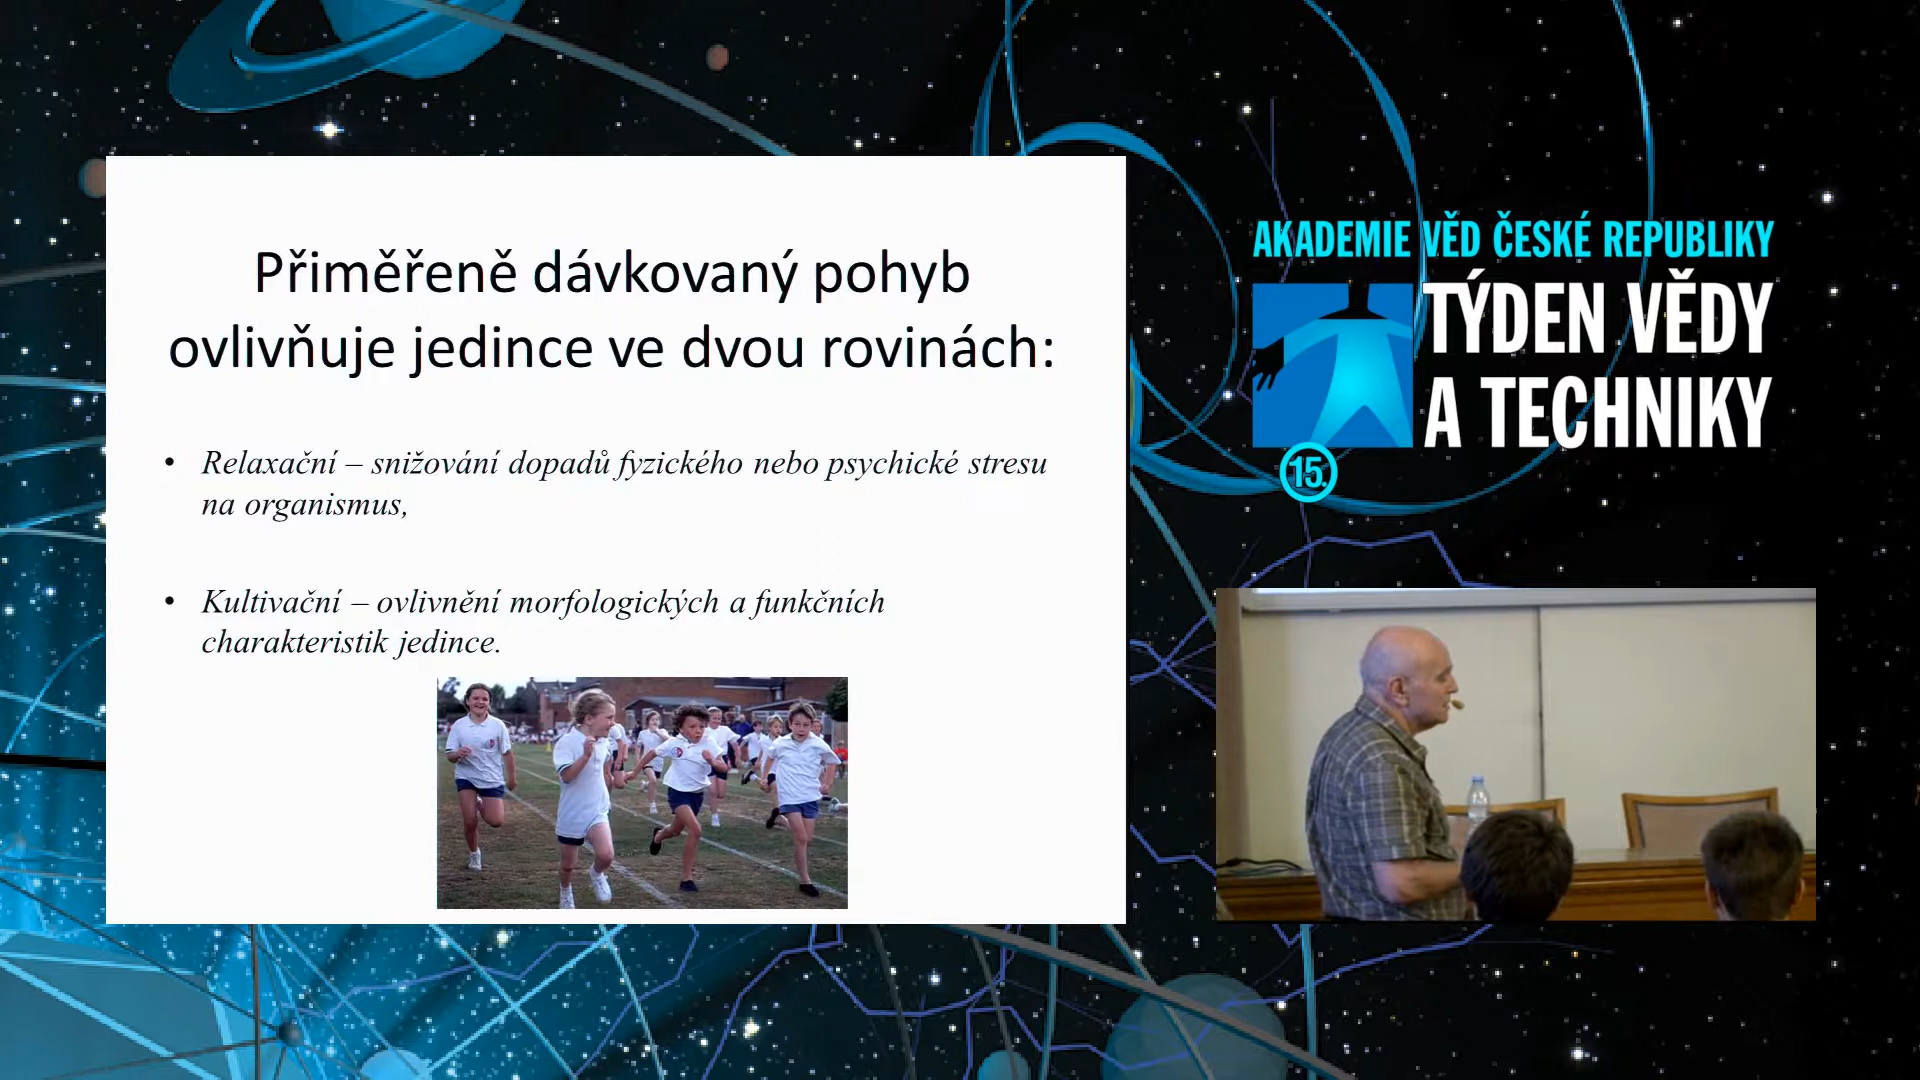 Přiměřeně dávkovaný pohyb
ovlivňuje jedince ve dvou rovinách:
• Relaxační – snižování dopadů fyzického nebo psychické stresu
na organismus,
• Kultivační – ovlivnění morfologických a funkčních
charakteristik jedince.
AKADEMIE VĚD ČESKÉ REPUBLIKY
TÝDEN VĚDY
A TECHNIKY
15.